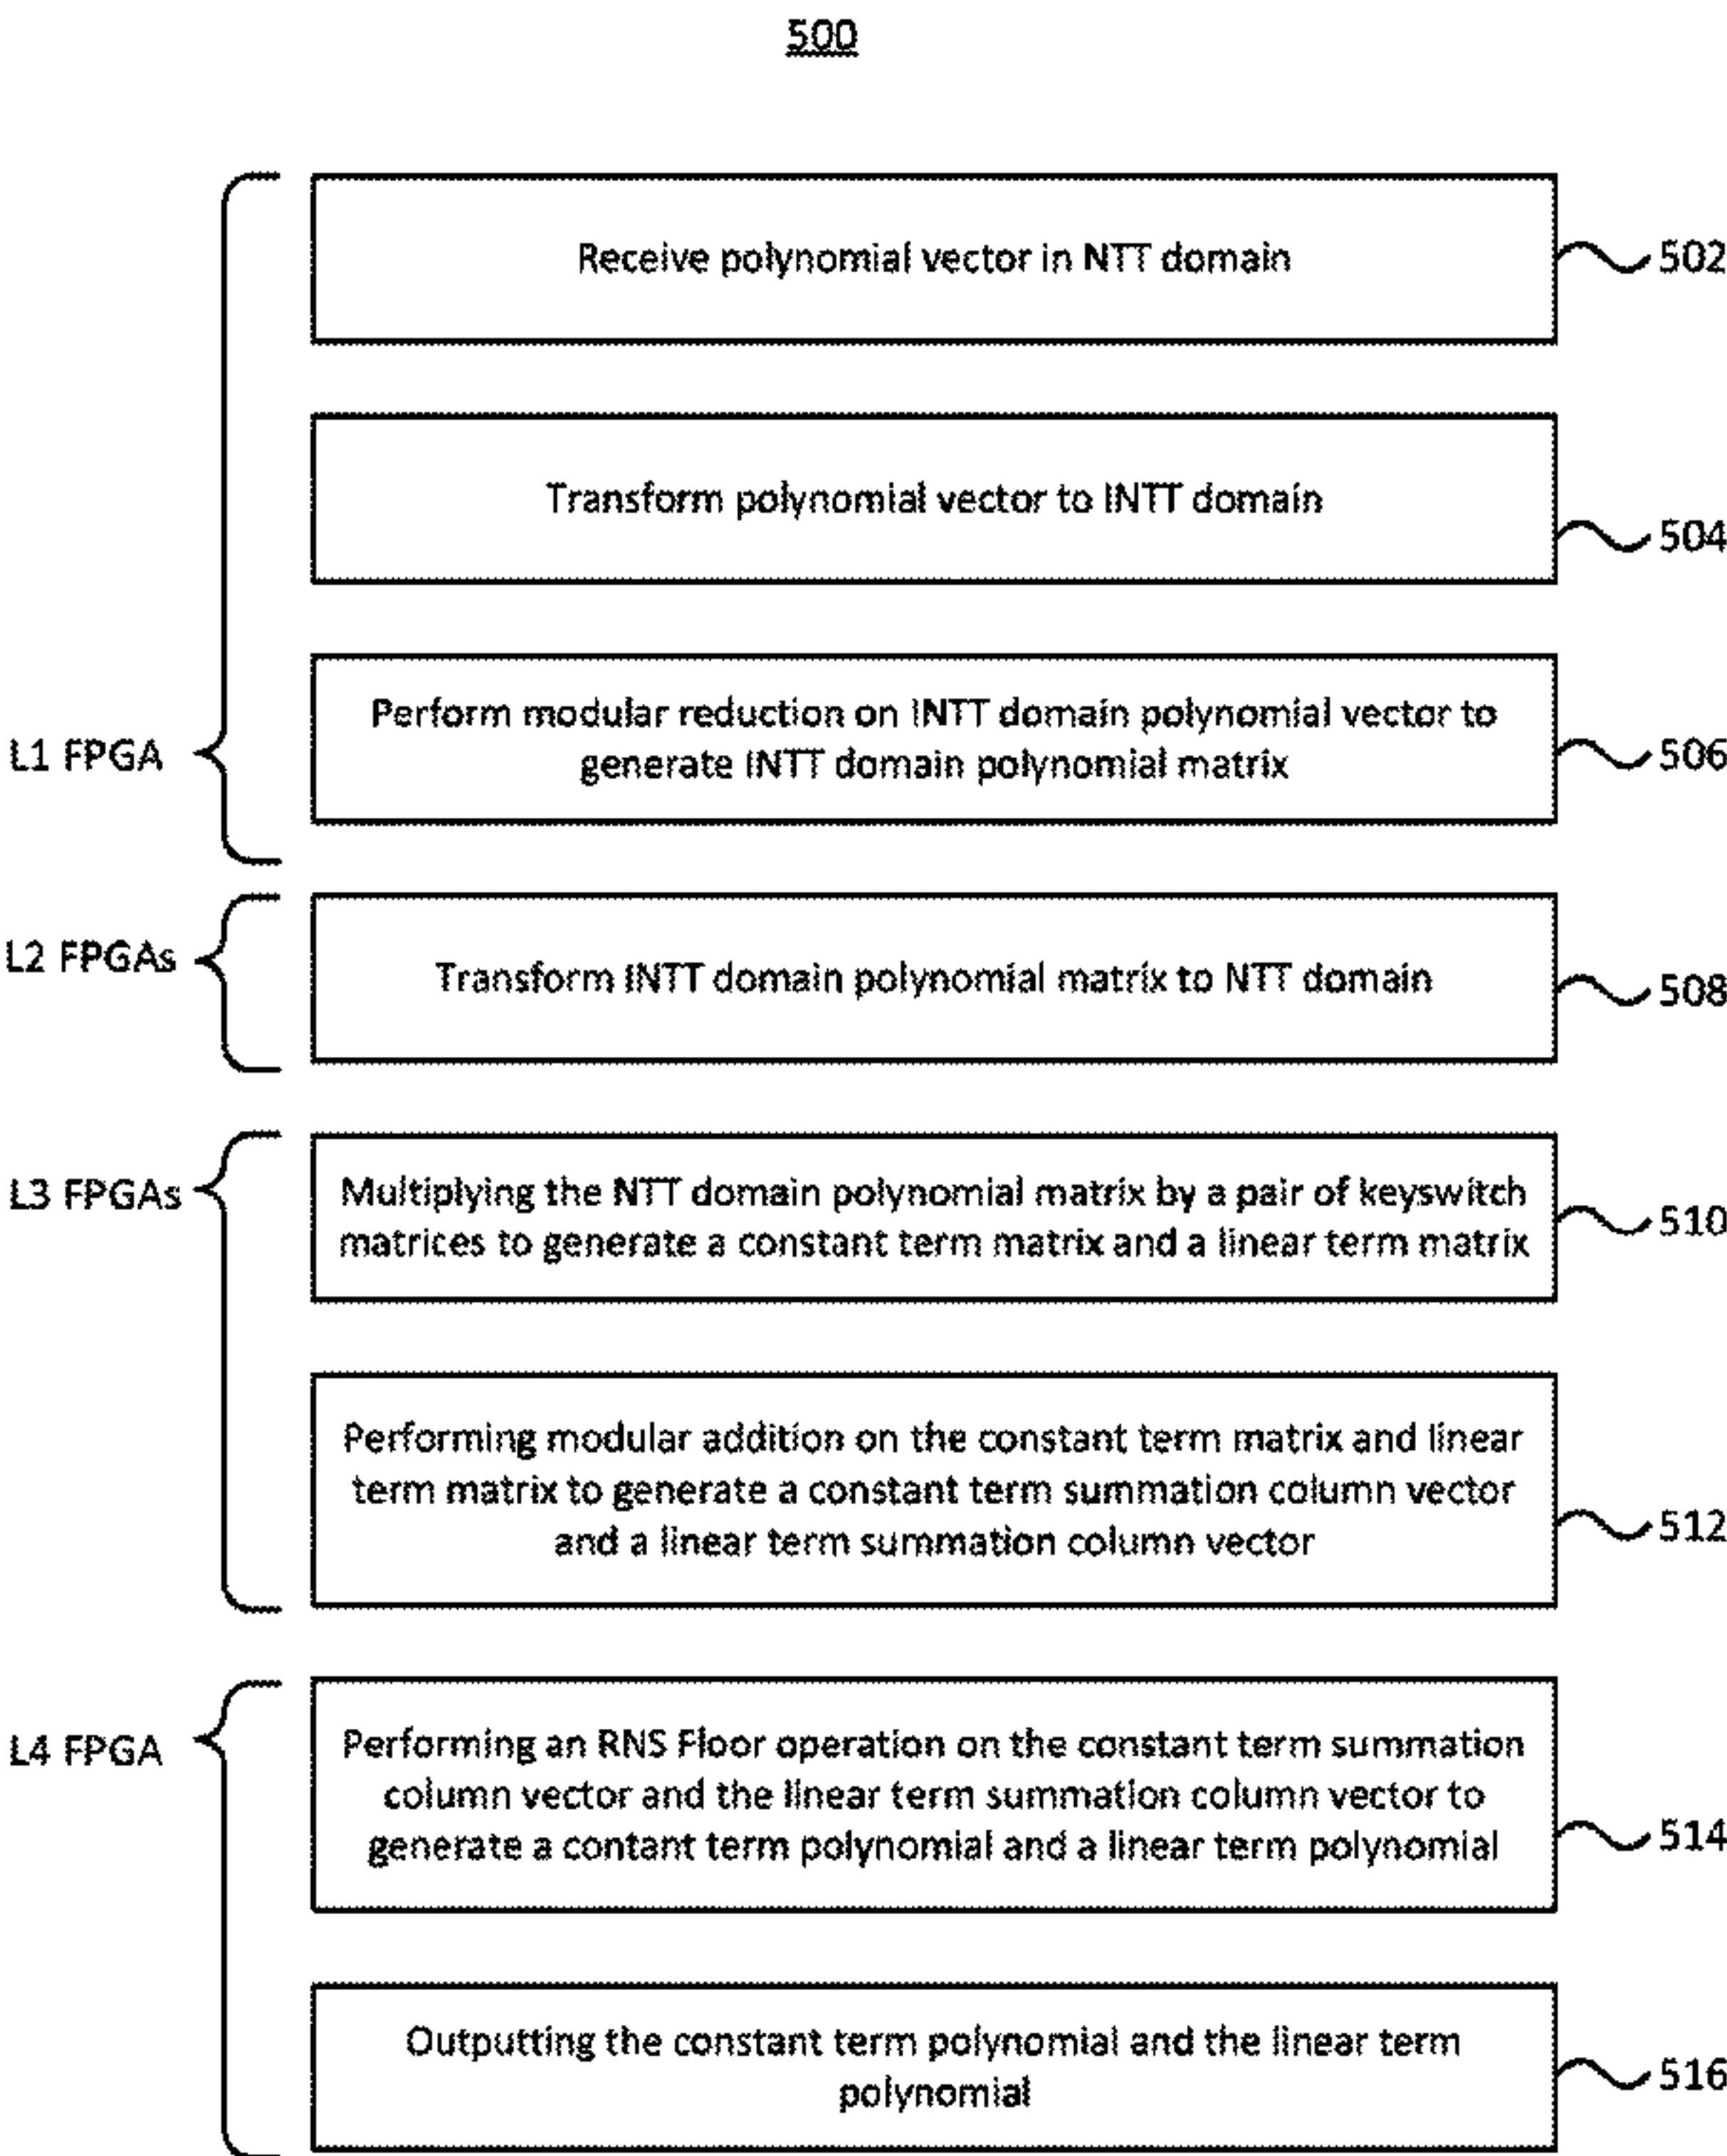 500
Receive polynomial vector in NTT domain
502
Transform polynomial vector to INTT domain
504
L1 FPGA
Perform modular reduction on INTT domain polynomial vector to
generate INTT domain polynomial matrix
506
L2 FPGAs
Transform INTT domain polynomial matrix to NTT domain
508
L3 FPGAs
Multiplying the NTT domain polynomial matrix by a pair of keyswitch
matrices to generate a constant term matrix and a linear term matrix
510
Performing modular addition on the constant term matrix and linear
term matrix to generate a constant term summation column vector
and a linear term summation column vector
512
L4 FPGA
Performing an RNS Floor operation on the constant term summation
column vector and the linear term summation column vector to
generate a contant term polynomial and a linear term polynomial
514
Outputting the constant term polynomial and the linear term
polynomial
516